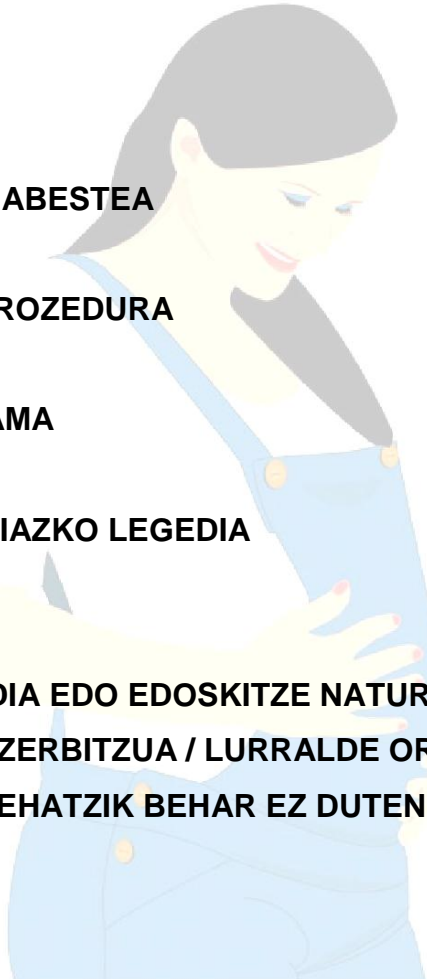 ABESTEA
ROZEDURA
AMA
IAZKO LEGEDIA
DIA EDO EDOSKITZE NATUR
ZERBITZUA / LURRALDE OR
EHATZIK BEHAR EZ DUTEN